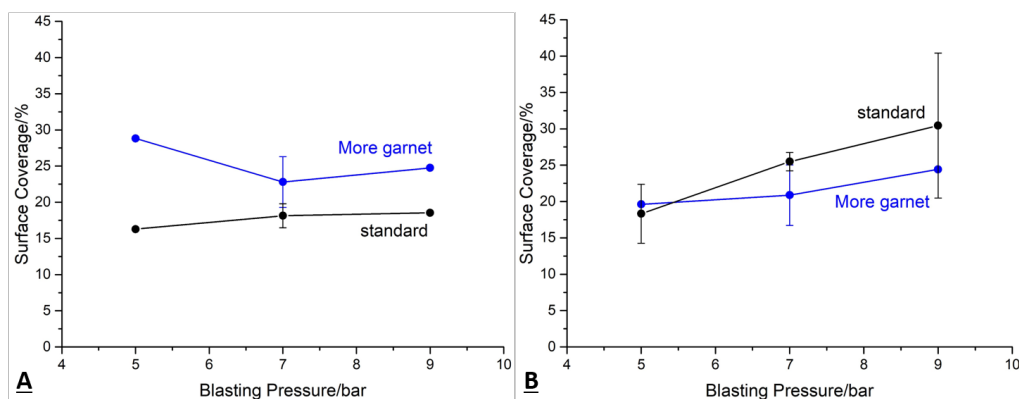 Surface Coverage/%
45
40
35
30
25
20
15
10
5
0
More garnet
standard
4 5 6 7 8 9 10
Blasting Pressure/bar
A
Surface Coverage/%
45
40
35
30
25
20
15
10
5
0
standard
More garnet
4 5 6 7 8 9 10
Blasting Pressure/bar
B